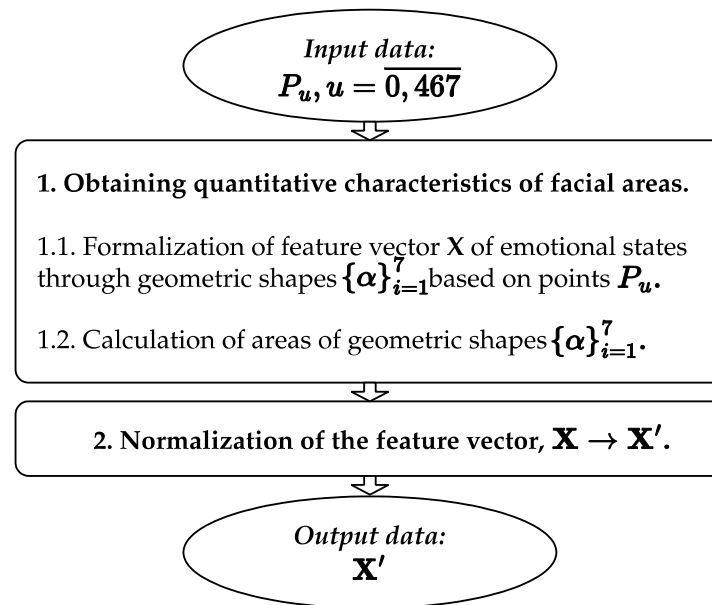 Input data:
P_u, u = \overline{0, 467}
1. Obtaining quantitative characteristics of facial areas.
1.1. Formalization of feature vector X of emotional states
through geometric shapes {α}_{i=1}^{7} based on points P_u.
1.2. Calculation of areas of geometric shapes {α}_{i=1}^{7}.
2. Normalization of the feature vector, X → X′.
Output data:
X′